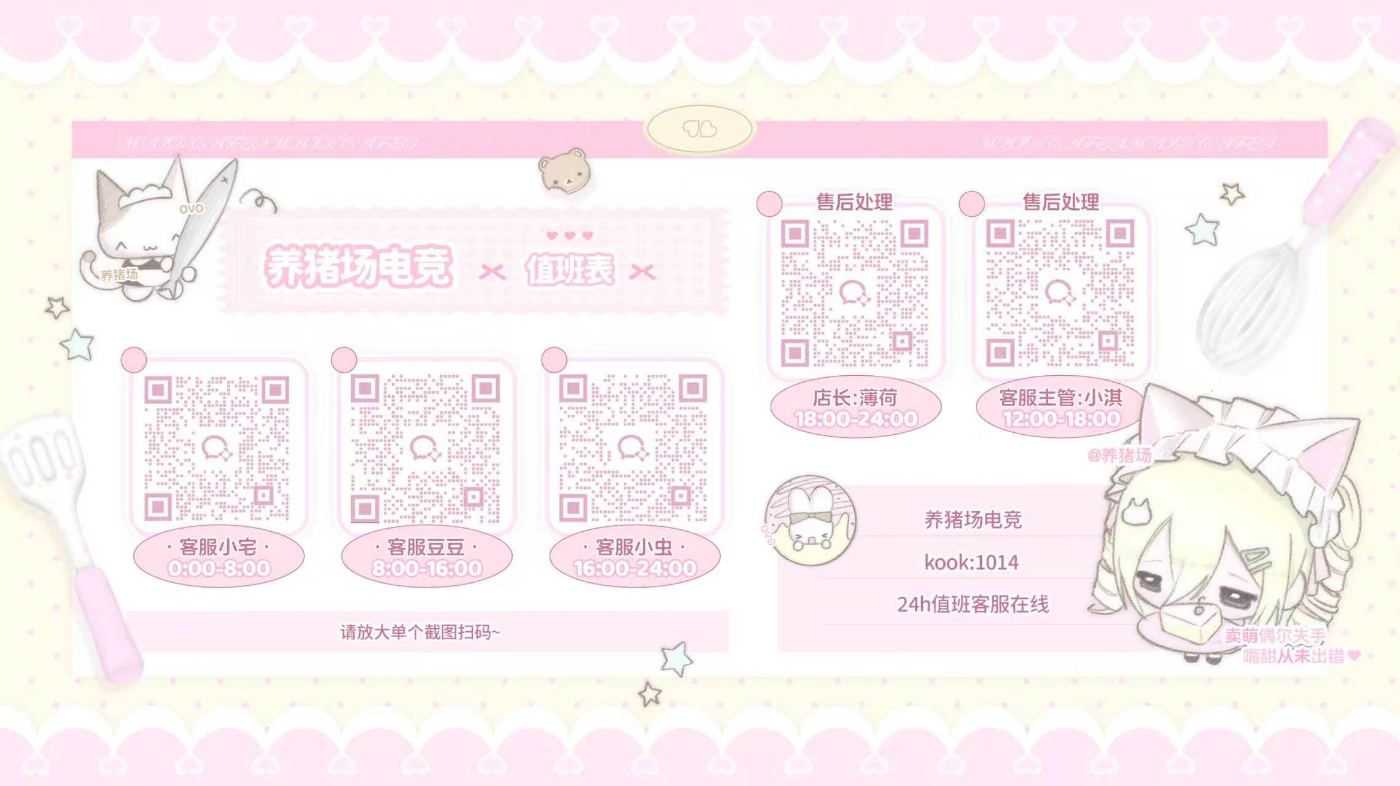 OVO
养猪场
养猪场电竞
值班表
售后处理
售后处理
店长:薄荷
18:00-24:00
客服主管:小淇
12:00-18:00
·客服小宅·
0:00-8:00
·客服豆豆·
8:00-16:00
·客服小虫·
16:00-24:00
请放大单个截图扫码~
@养猪场
OVO
养猪场电竞
kook:1014
24h值班客服在线
卖萌偶尔失手
嘴甜从未出错❤